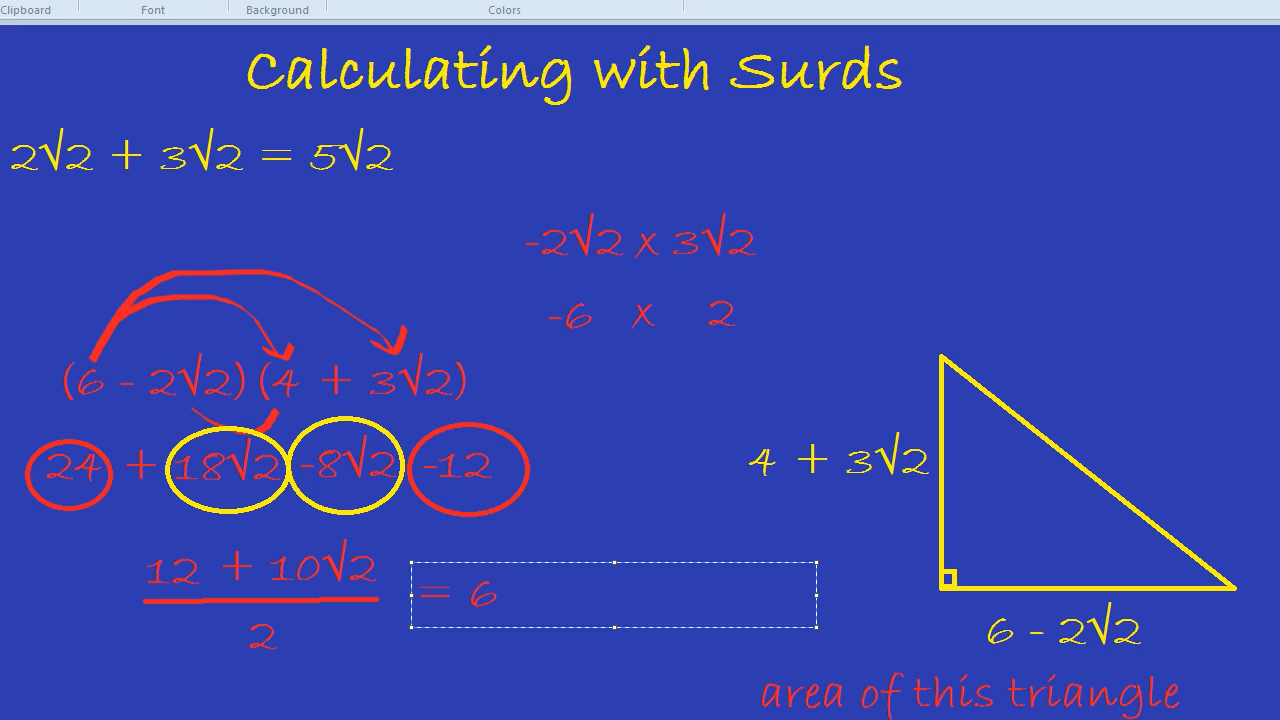 Clipboard Font Background Colors
Calculating with Surds
2√2 + 3√2 = 5√2
-2√2 x 3√2
-6 x 2
(6 - 2√2) (4 + 3√2)
24 + 18√2 -8√2 -12
12 + 10√2
2
= 6
4 + 3√2
6 - 2√2
area of this triangle